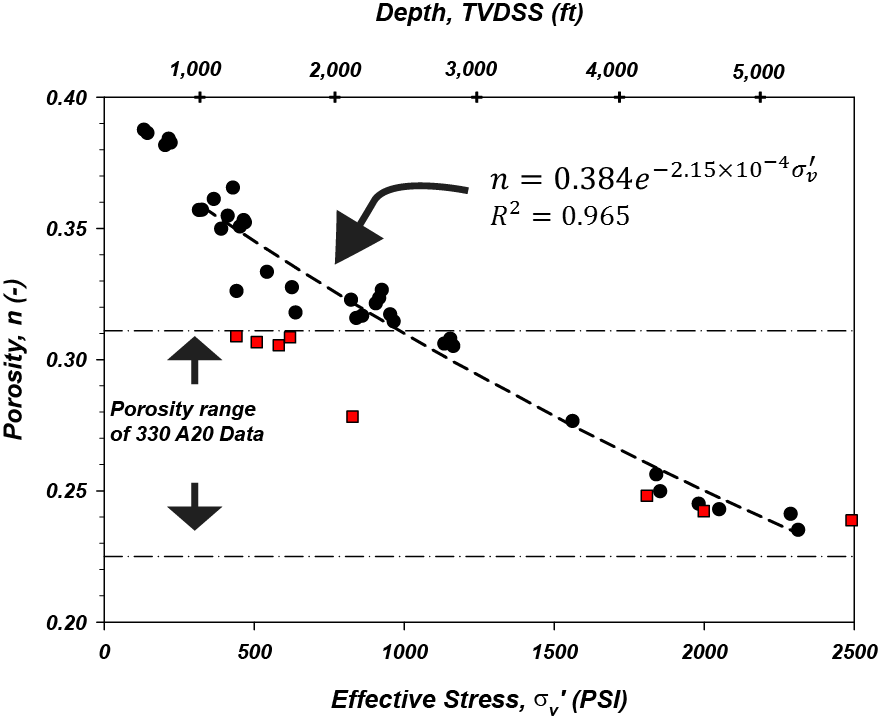 Depth, TVDSS (ft)
1,000 2,000 3,000 4,000 5,000
0.40
n = 0.384e^{−2.15×10^{−4}σ′_v}
R² = 0.965
0.35
Porosity, n (-)
0.30
Porosity range
of 330 A20 Data
0.25
0.20
0 500 1000 1500 2000 2500
Effective Stress, σ_v' (PSI)